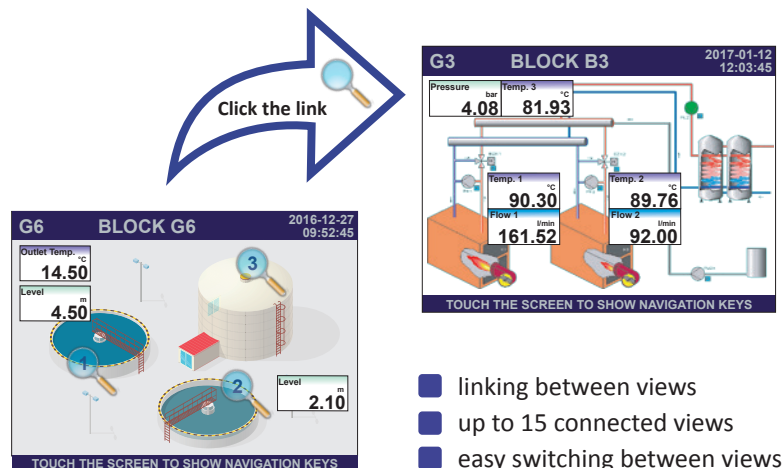 Click the link
G3 BLOCK B3 2017-01-12 12:03:45
Pressure
bar
4.08
Temp. 3
°C
81.93
Temp. 1
°C
90.30
Flow 1
l/min
161.52
Temp. 2
°C
89.76
Flow 2
l/min
92.00
TOUCH THE SCREEN TO SHOW NAVIGATION KEYS
G6 BLOCK G6 2016-12-27 09:52:45
Outlet Temp.
°C
14.50
Level
m
4.50
3
1
2
Level
m
2.10
TOUCH THE SCREEN TO SHOW NAVIGATION KEYS
linking between views
up to 15 connected views
easy switching between views